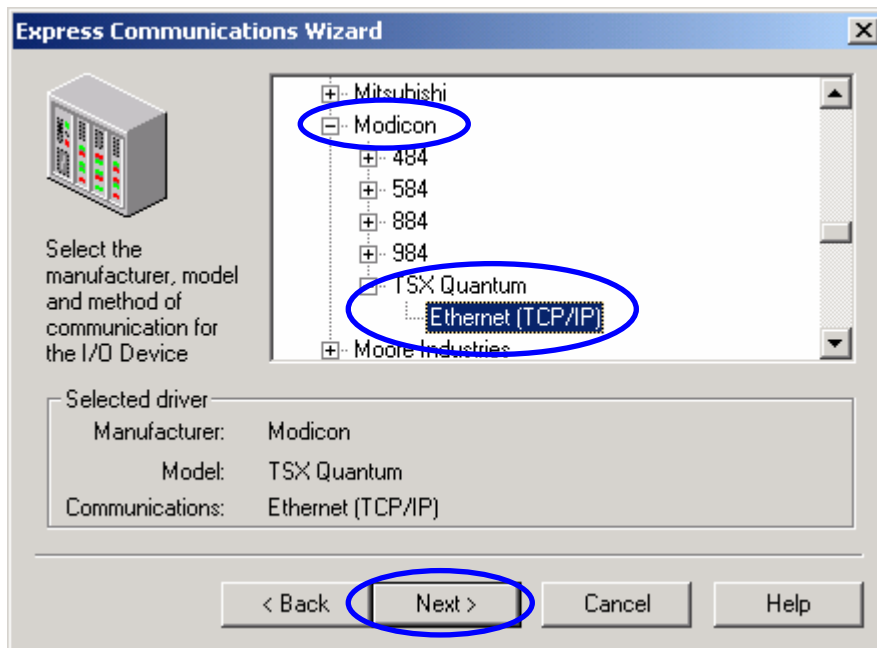 Express Communications Wizard
Mitsubishi
Modicon
484
584
884
984
TSX Quantum
Ethernet (TCP/IP)
Moore Industries
Select the
manufacturer, model
and method of
communication for
the I/O Device
Selected driver
Manufacturer: Modicon
Model: TSX Quantum
Communications: Ethernet (TCP/IP)
< Back Next > Cancel Help